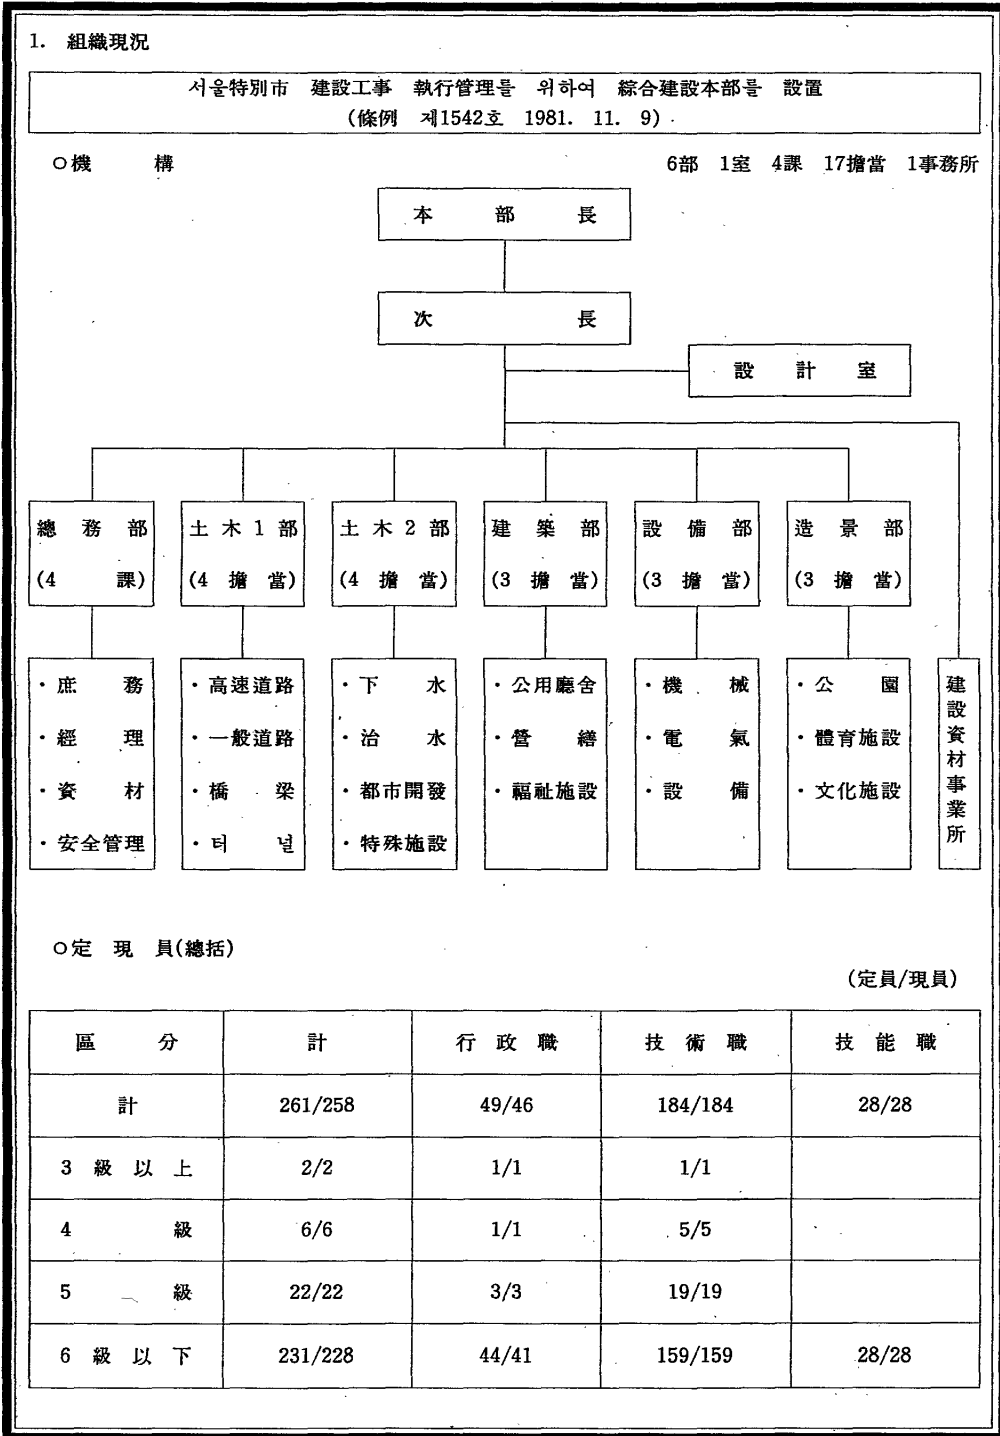 1. 組織現況
서울特別市 建設工事 執行管理를 위하여 綜合建設本部를 設置
(條例 제1542호 1981. 11. 9)
○機 構 6部 1室 4課 17擔當 1事務所
本 部 長
次 長
設 計 室
總 務 部
(4 課)
土 木 1 部
(4 擔 當)
土 木 2 部
(4 擔 當)
建 築 部
(3 擔 當)
設 備 部
(3 擔 當)
造 景 部
(3 擔 當)
· 庶 務
· 經 理
· 資 材
· 安全管理
· 高速道路
· 一般道路
· 橋 梁
· 터 널
· 下 水
· 治 水
· 都市開發
· 特殊施設
· 公用廳舍
· 營 繕
· 福祉施設
· 機 械
· 電 氣
· 設 備
· 公 園
· 體育施設
· 文化施設
建設資材事業所
○定 現 員(總括)
(定員/現員)
區 分 計 行 政 職 技 術 職 技 能 職
計 261/258 49/46 184/184 28/28
3 級 以 上 2/2 1/1 1/1
4 級 6/6 1/1 5/5
5 級 22/22 3/3 19/19
6 級 以 下 231/228 44/41 159/159 28/28